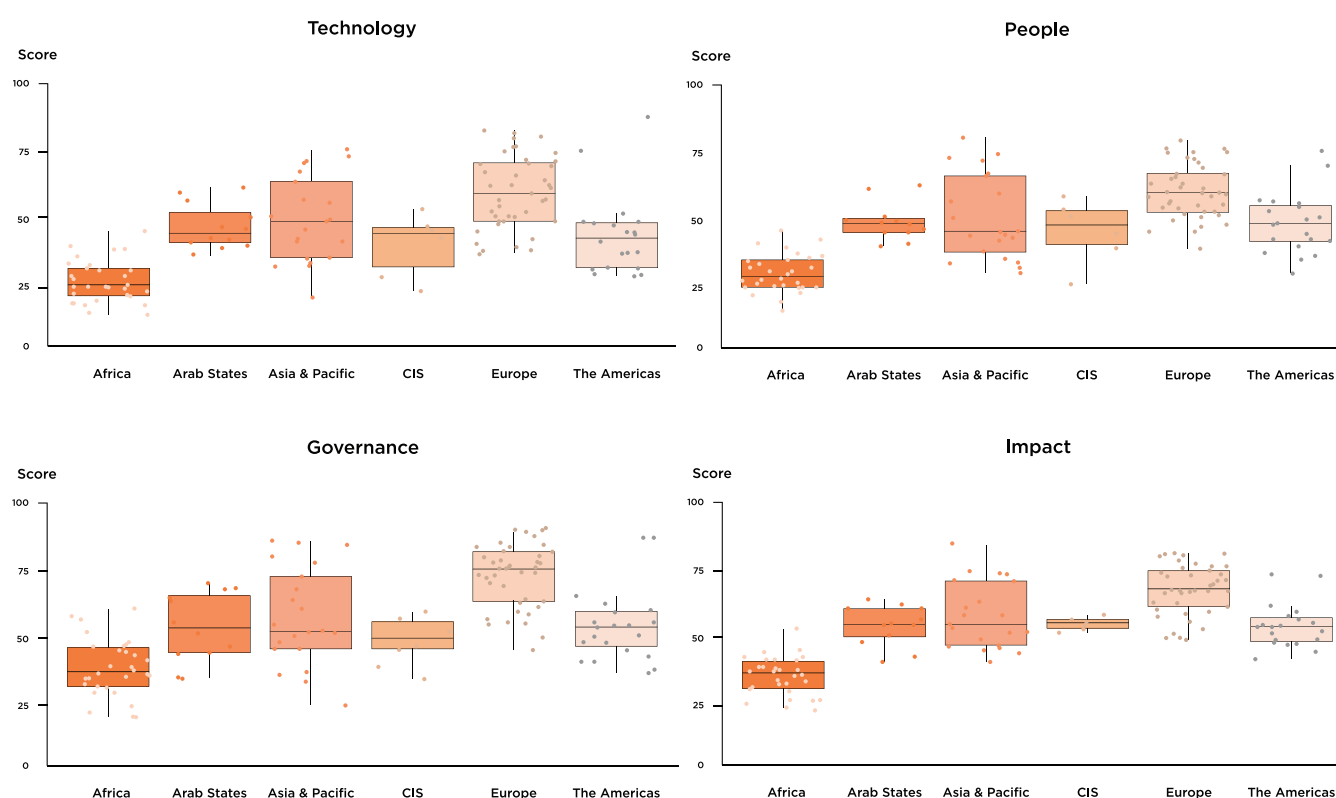 Technology
Score
100
75
50
25
0
Africa Arab States Asia & Pacific CIS Europe The Americas
People
Score
100
75
50
25
0
Africa Arab States Asia & Pacific CIS Europe The Americas
Governance
Score
100
75
50
25
0
Africa Arab States Asia & Pacific CIS Europe The Americas
Impact
Score
100
75
50
25
0
Africa Arab States Asia & Pacific CIS Europe The Americas